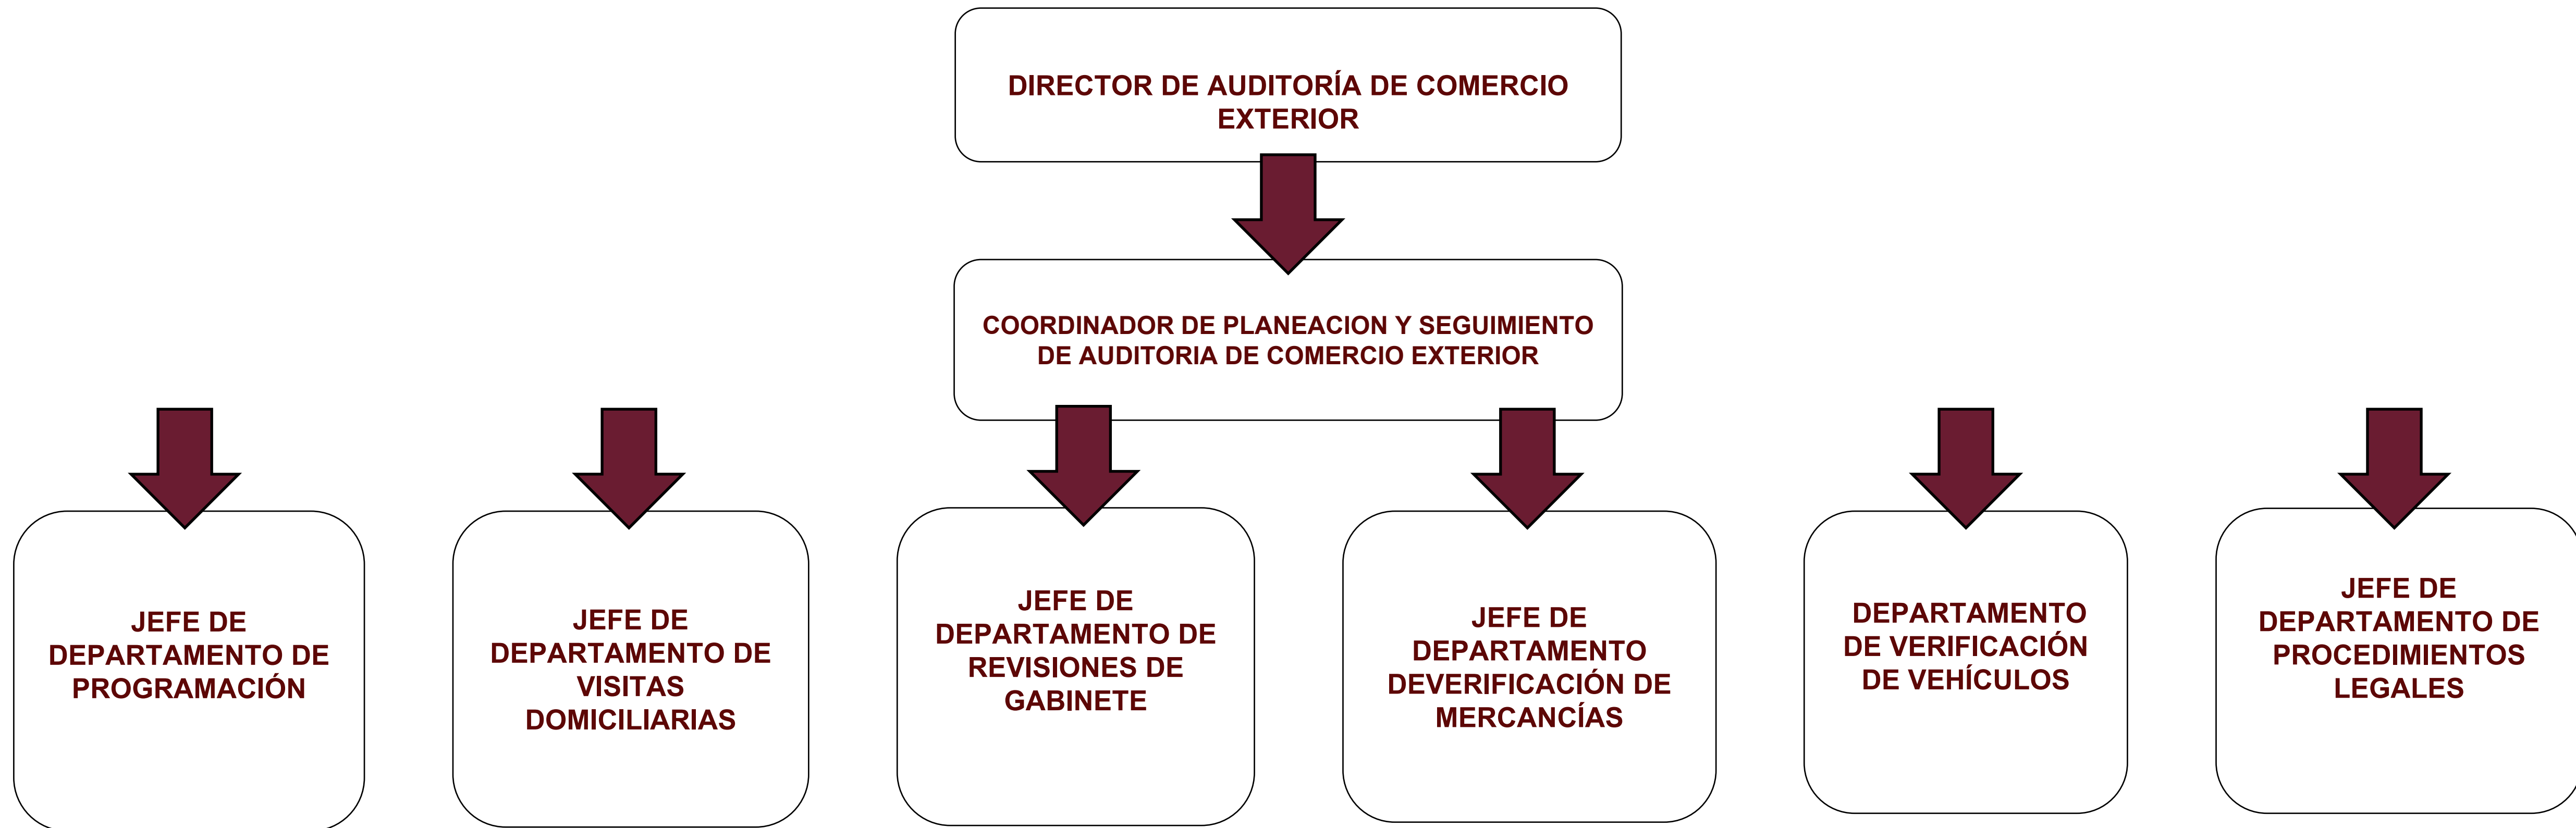 DIRECTOR DE AUDITORÍA DE COMERCIO
EXTERIOR
COORDINADOR DE PLANEACION Y SEGUIMIENTO
DE AUDITORIA DE COMERCIO EXTERIOR
JEFE DE
DEPARTAMENTO DE
PROGRAMACIÓN
JEFE DE
DEPARTAMENTO DE
VISITAS
DOMICILIARIAS
JEFE DE
DEPARTAMENTO DE
REVISIONES DE
GABINETE
JEFE DE
DEPARTAMENTO
DEVERIFICACIÓN DE
MERCANCÍAS
DEPARTAMENTO
DE VERIFICACIÓN
DE VEHÍCULOS
JEFE DE
DEPARTAMENTO DE
PROCEDIMIENTOS
LEGALES